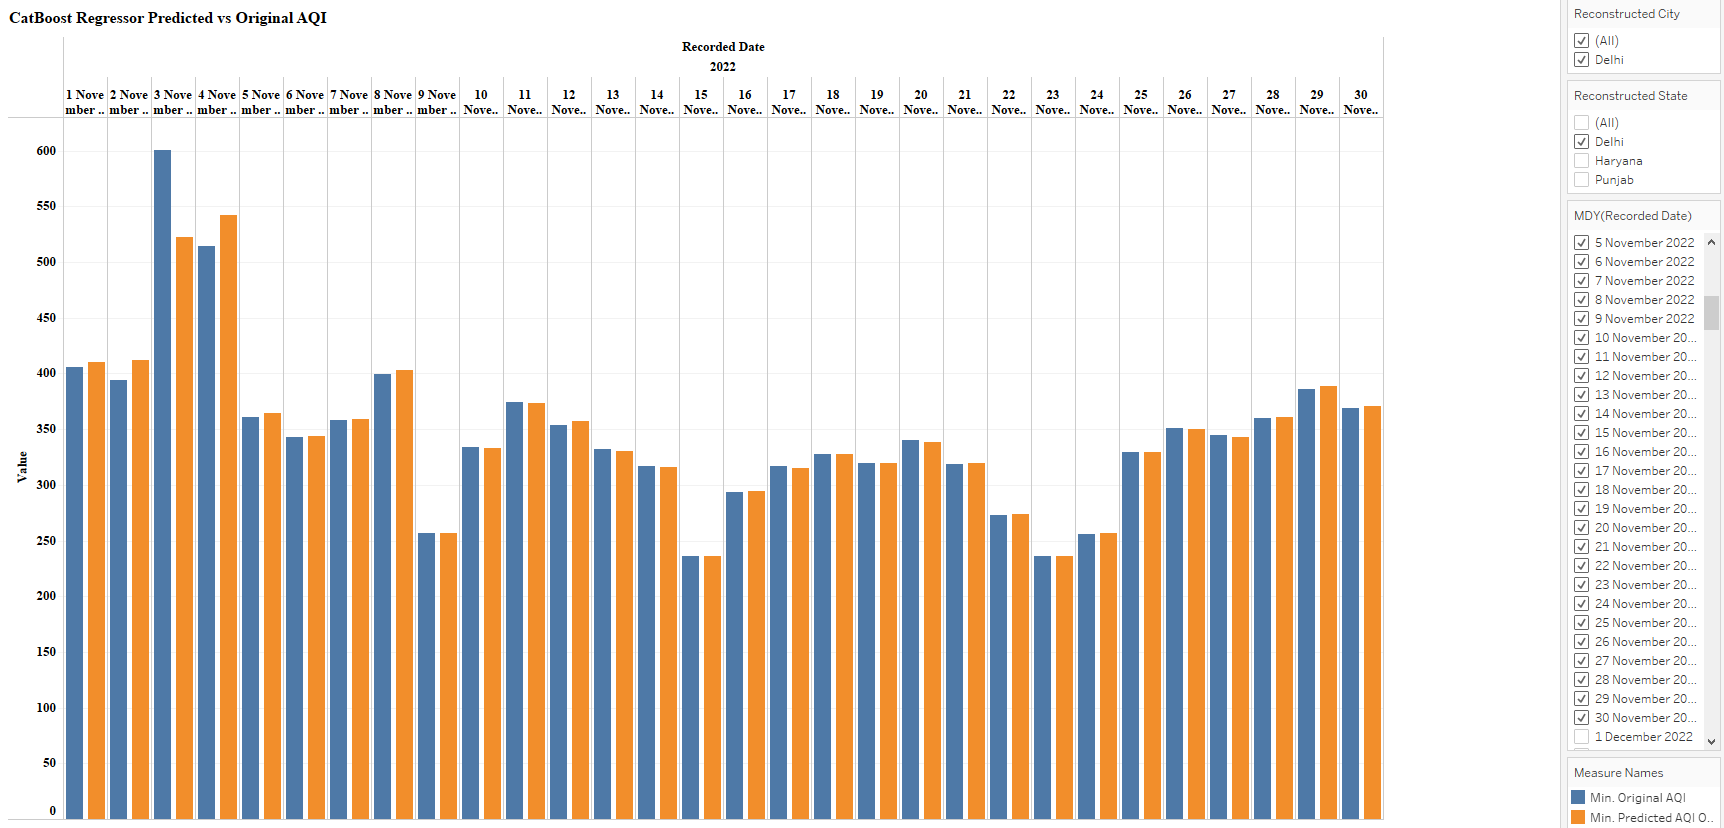 CatBoost Regressor Predicted vs Original AQI
Recorded Date
2022
1 Nove 2 Nove 3 Nove 4 Nove 5 Nove 6 Nove 7 Nove 8 Nove 9 Nove 10 11 12 13 14 15 16 17 18 19 20 21 22 23 24 25 26 27 28 29 30
mber .. mber .. mber .. mber .. mber .. mber .. mber .. mber .. mber .. Nove.. Nove.. Nove.. Nove.. Nove.. Nove.. Nove.. Nove.. Nove.. Nove.. Nove.. Nove.. Nove.. Nove.. Nove.. Nove.. Nove.. Nove.. Nove.. Nove.. Nove..
600
550
500
450
400
350
300
250
200
150
100
50
0
Value
Reconstructed City
(All)
Delhi
Reconstructed State
(All)
Delhi
Haryana
Punjab
MDY(Recorded Date)
5 November 2022
6 November 2022
7 November 2022
8 November 2022
9 November 2022
10 November 20...
11 November 20...
12 November 20...
13 November 20...
14 November 20...
15 November 20...
16 November 20...
17 November 20...
18 November 20...
19 November 20...
20 November 20...
21 November 20...
22 November 20...
23 November 20...
24 November 20...
25 November 20...
26 November 20...
27 November 20...
28 November 20...
29 November 20...
30 November 20...
1 December 2022
Measure Names
Min. Original AQI
Min. Predicted AQI O..